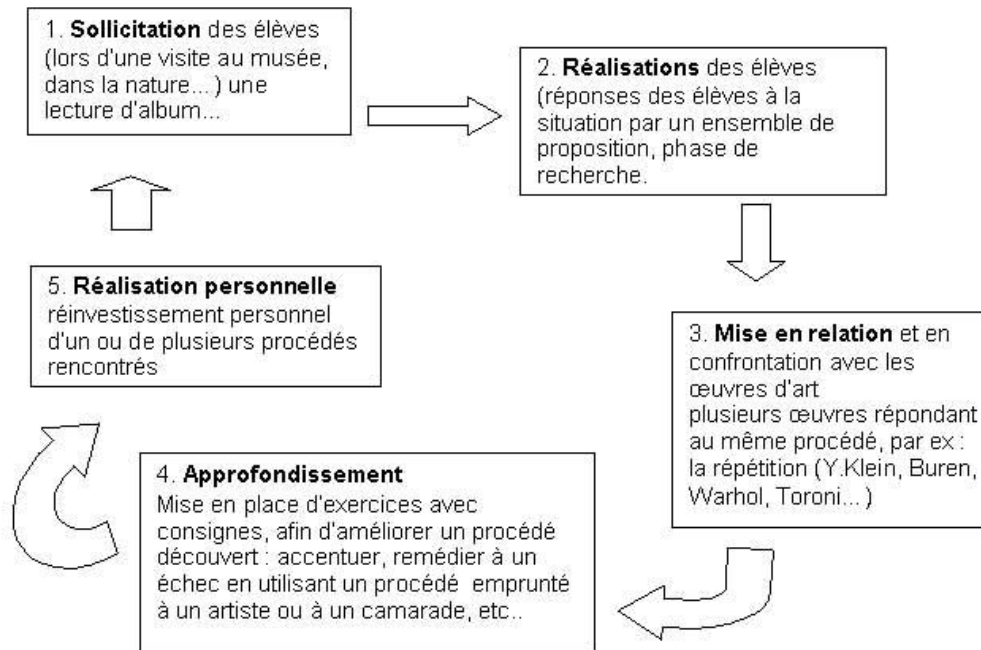 1. Sollicitation des élèves
(lors d'une visite au musée,
dans la nature...) une
lecture d'album...
2. Réalisations des élèves
(réponses des élèves à la
situation par un ensemble de
proposition, phase de
recherche.
3. Mise en relation et en
confrontation avec les
œuvres d'art
plusieurs œuvres répondant
au même procédé, par ex :
la répétition (Y.Klein, Buren,
Warhol, Toroni...)
4. Approfondissement
Mise en place d'exercices avec
consignes, afin d'améliorer un procédé
découvert : accentuer, remédier à un
échec en utilisant un procédé emprunté
à un artiste ou à un camarade, etc..
5. Réalisation personnelle
réinvestissement personnel
d'un ou de plusieurs procédés
rencontrés